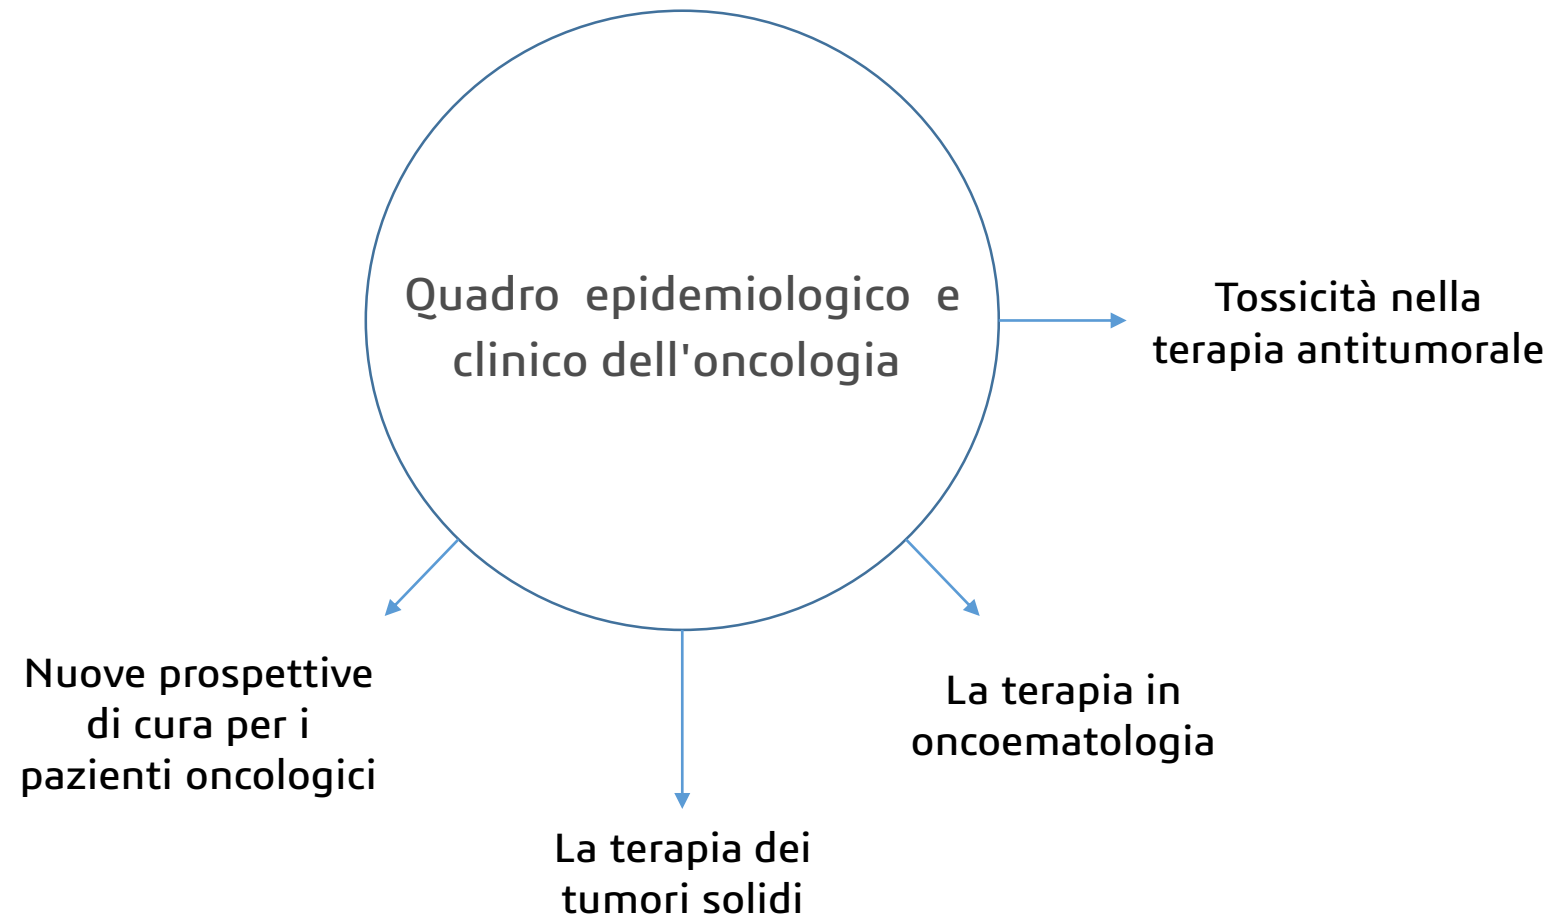 Quadro epidemiologico e
clinico dell'oncologia
Tossicità nella
terapia antitumorale
Nuove prospettive
di cura per i
pazienti oncologici
La terapia in
oncoematologia
La terapia dei
tumori solidi